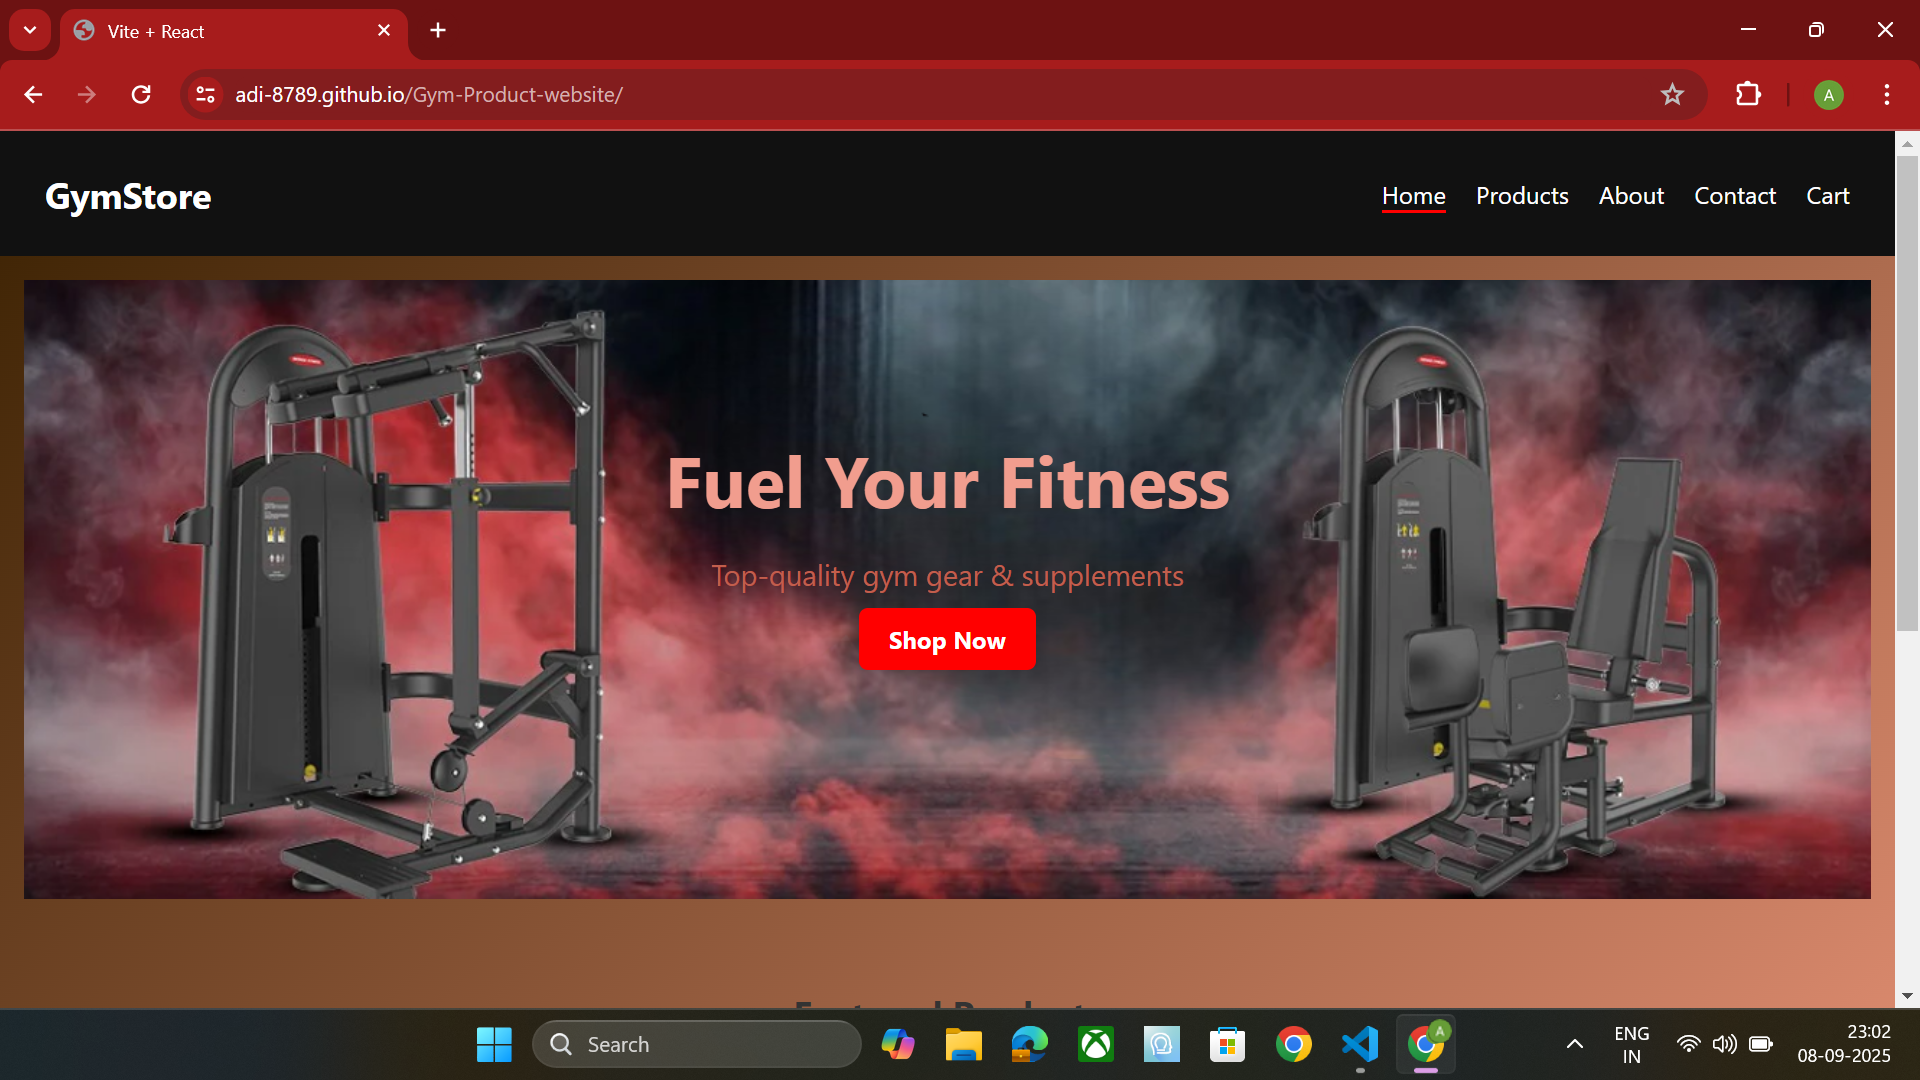 Vite + React
adi-8789.github.io/Gym-Product-website/
A
GymStore
Home Products About Contact Cart
Fuel Your Fitness
Top-quality gym gear & supplements
Shop Now
Search
A
ENG
IN
23:02
08-09-2025